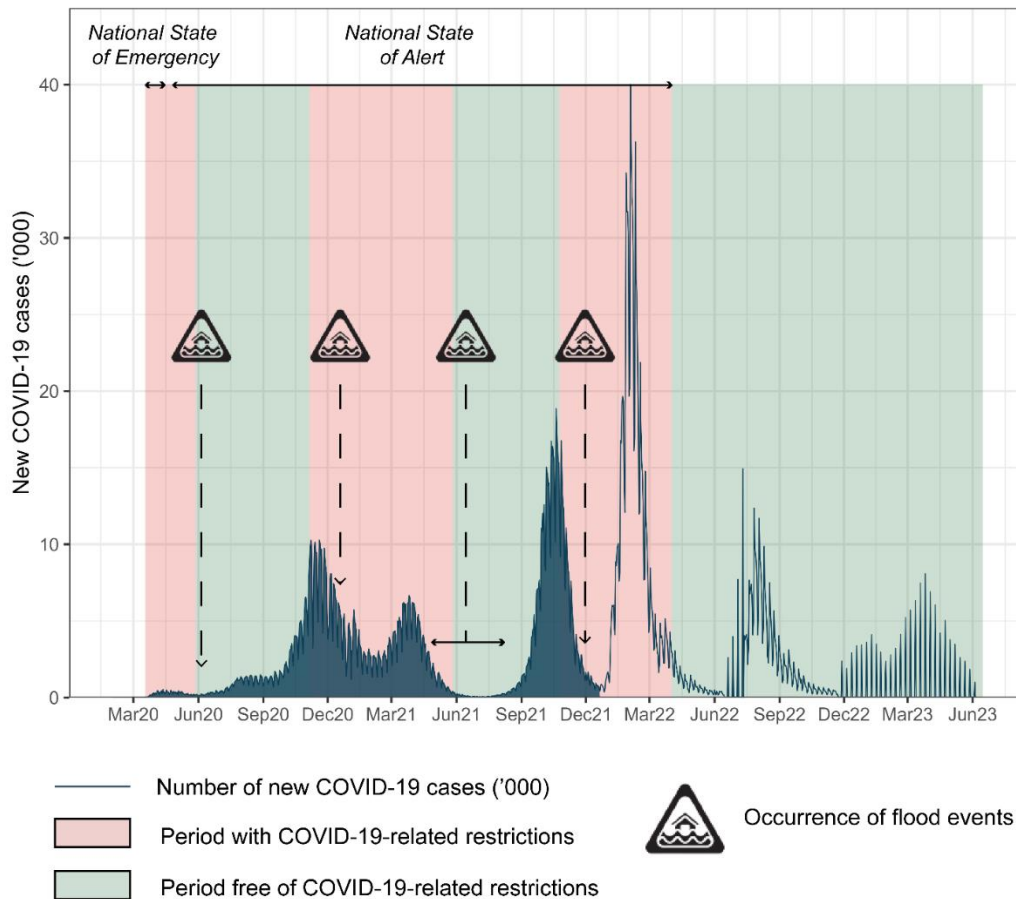 National State
of Emergency
National State
of Alert
New COVID-19 cases ('000)
40
30
20
10
0
Mar20 Jun20 Sep20 Dec20 Mar21 Jun21 Sep21 Dec21 Mar22 Jun22 Sep22 Dec22 Mar23 Jun23
Number of new COVID-19 cases ('000)
Period with COVID-19-related restrictions
Period free of COVID-19-related restrictions
Occurrence of flood events